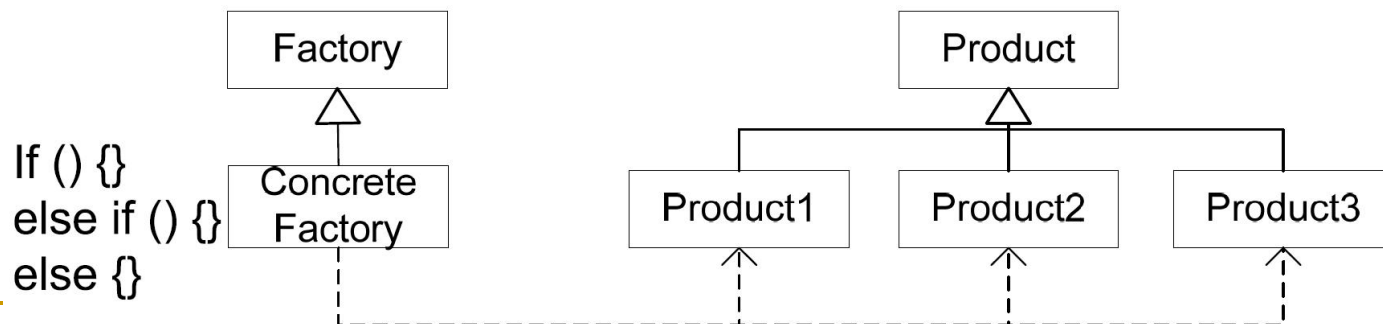 Factory
Product
If () {}
else if () {}
else {}
Concrete
Factory
Product1
Product2
Product3